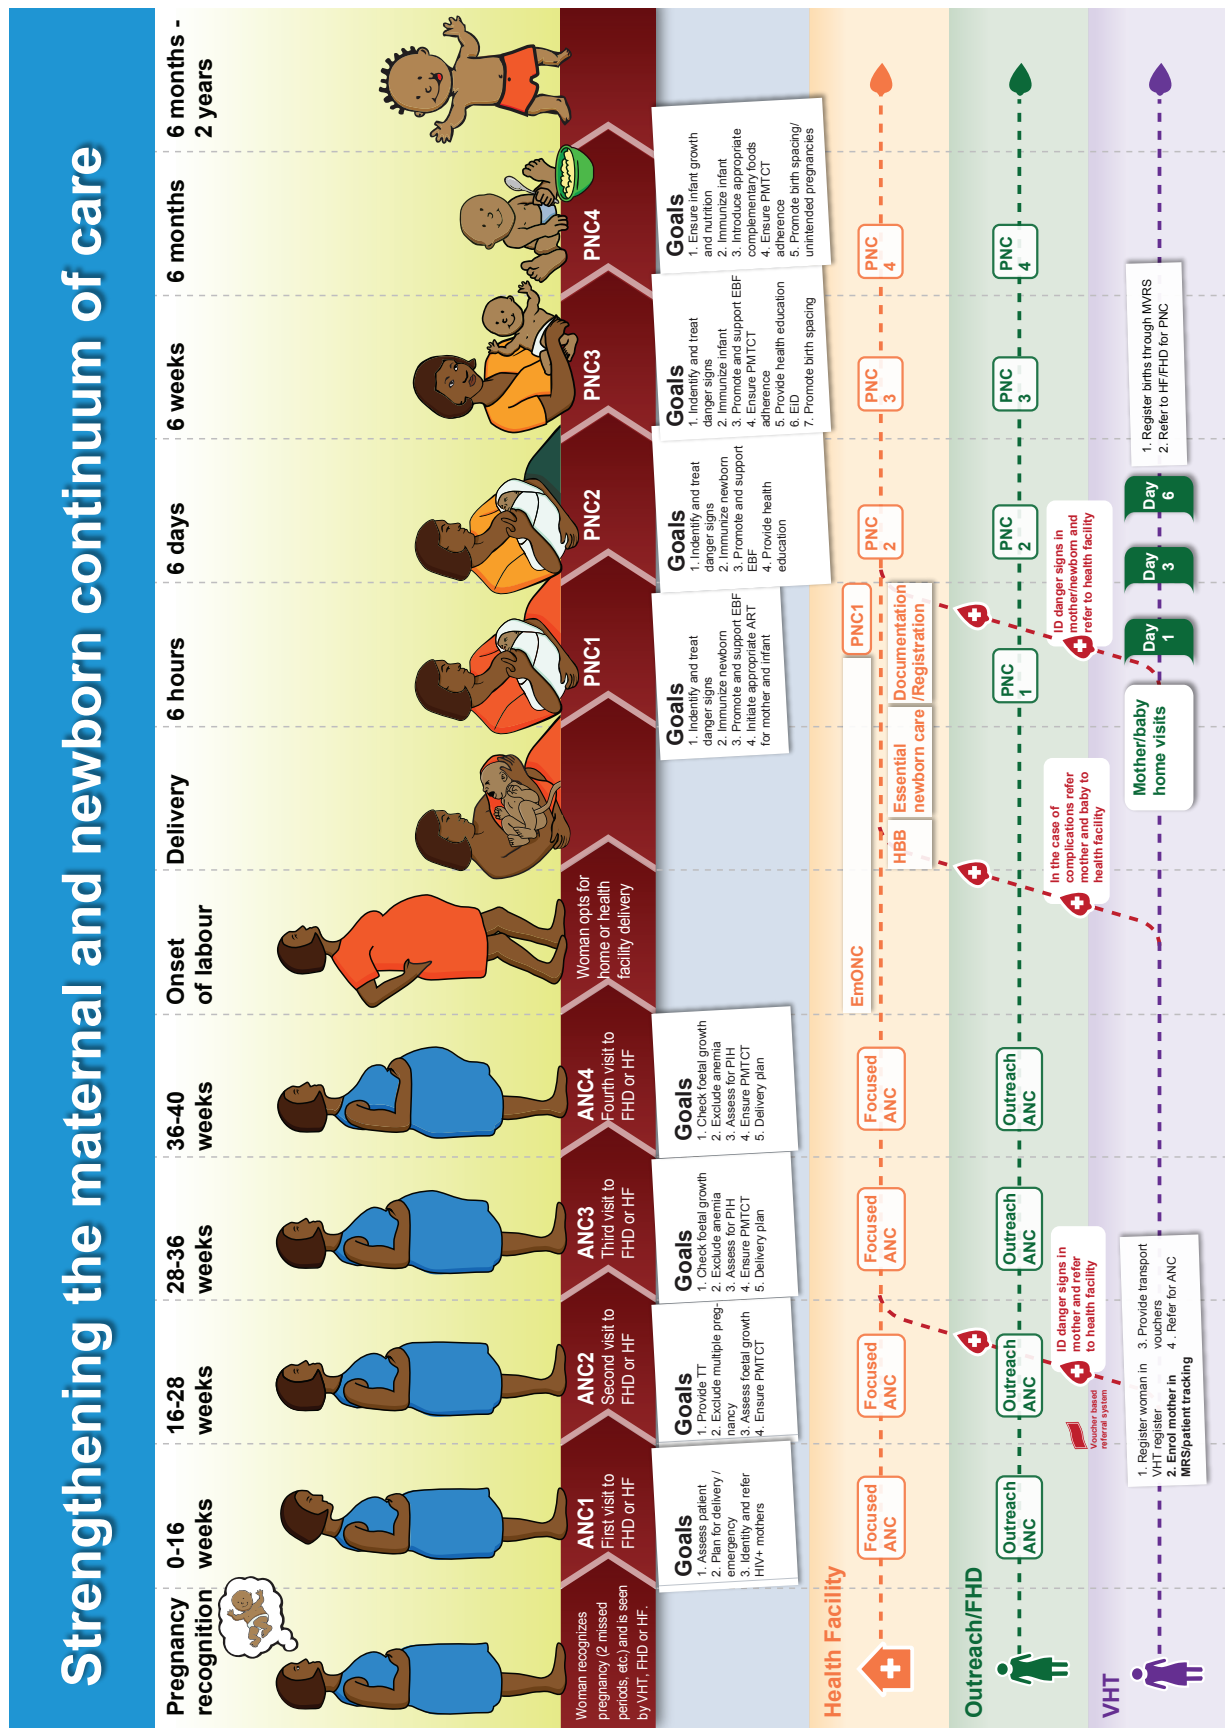 Strengthening the maternal and newborn continuum of care
Pregnancy
recognition
0-16
weeks
16-28
weeks
28-36
weeks
36-40
weeks
Onset
of labour
Delivery
6 hours
6 days
6 weeks
6 months
6 months -
2 years
Woman recognizes
pregnancy (2 missed
periods, etc.) and is seen
by VHT, FHD or HF.
ANC1
First visit to
FHD or HF
ANC2
Second visit to
FHD or HF
ANC3
Third visit to
FHD or HF
ANC4
Fourth visit to
FHD or HF
Woman opts for
home or health
facility delivery
PNC1
PNC2
PNC3
PNC4
Goals
1. Assess patient
2. Plan for delivery /
emergency
3. Identity and refer
HIV+ mothers
Goals
1. Provide TT
2. Exclude multiple preg-
nancy
3. Assess foetal growth
4. Ensure PMTCT
Goals
1. Check foetal growth
2. Exclude anemia
3. Assess for PIH
4. Ensure PMTCT
5. Delivery plan
Goals
1. Check foetal growth
2. Exclude anemia
3. Assess for PIH
4. Ensure PMTCT
5. Delivery plan
Goals
1. Indentify and treat
danger signs
2. Immunize newborn
3. Promote and support EBF
4. Initiate appropriate ART
for mother and infant
Goals
1. Indentify and treat
danger signs
2. Immunize newborn
3. Promote and support
EBF
4. Provide health
education
Goals
1. Indentify and treat
danger signs
2. Immunize infant
3. Promote and support EBF
4. Ensure PMTCT
adherence
5. Provide health education
6. EiD
7. Promote birth spacing
Goals
1. Ensure infant growth
and nutrition
2. Immunize infant
3. Introduce appropriate
complementary foods
4. Ensure PMTCT
adherence
5. Promote birth spacing/
unintended pregnancies
Health Facility
Focused
ANC
Focused
ANC
Focused
ANC
Focused
ANC
EmONC
HBB
Essential
newborn care
Documentation
/Registration
PNC1
PNC
2
PNC
3
PNC
4
Outreach/FHD
Outreach
ANC
Outreach
ANC
Outreach
ANC
Outreach
ANC
PNC
1
PNC
2
PNC
3
PNC
4
Voucher based
referral system
ID danger signs in
mother and refer
to health facility
In the case of
complications refer
mother and baby to
health facility
ID danger signs in
mother/newborn and
refer to health facility
VHT
1. Register woman in
VHT register
2. Enrol mother in
MRS/patient tracking
3. Provide transport
vouchers
4 . Refer for ANC
Mother/baby
home visits
Day
1
Day
3
Day
6
1. Register births through MVRS
2. Refer to HF/FHD for PNC